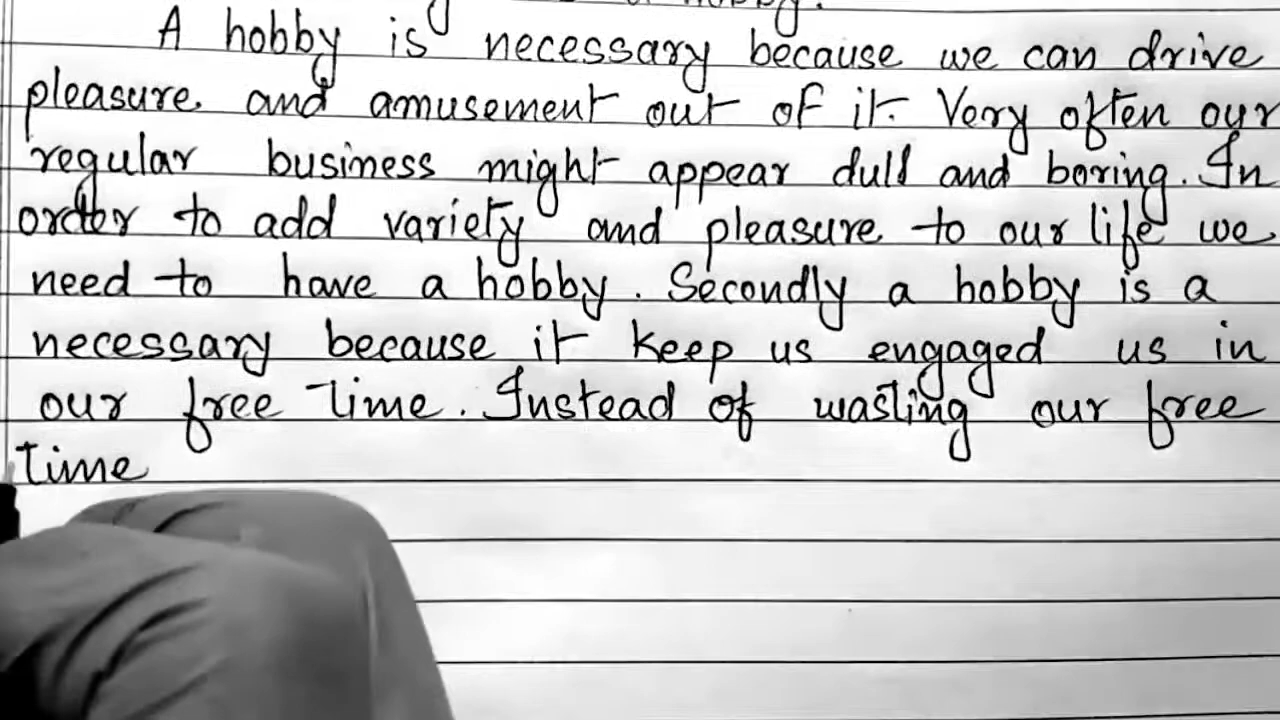 a hobby.
A hobby is necessary because we can drive
pleasure and amusement out of it. Very often our
regular business might appear dull and boring. In
order to add variety and pleasure to our life we
need to have a hobby. Secondly a hobby is a
necessary because it keep us engaged us in
our free time. Instead of wasting our free
time